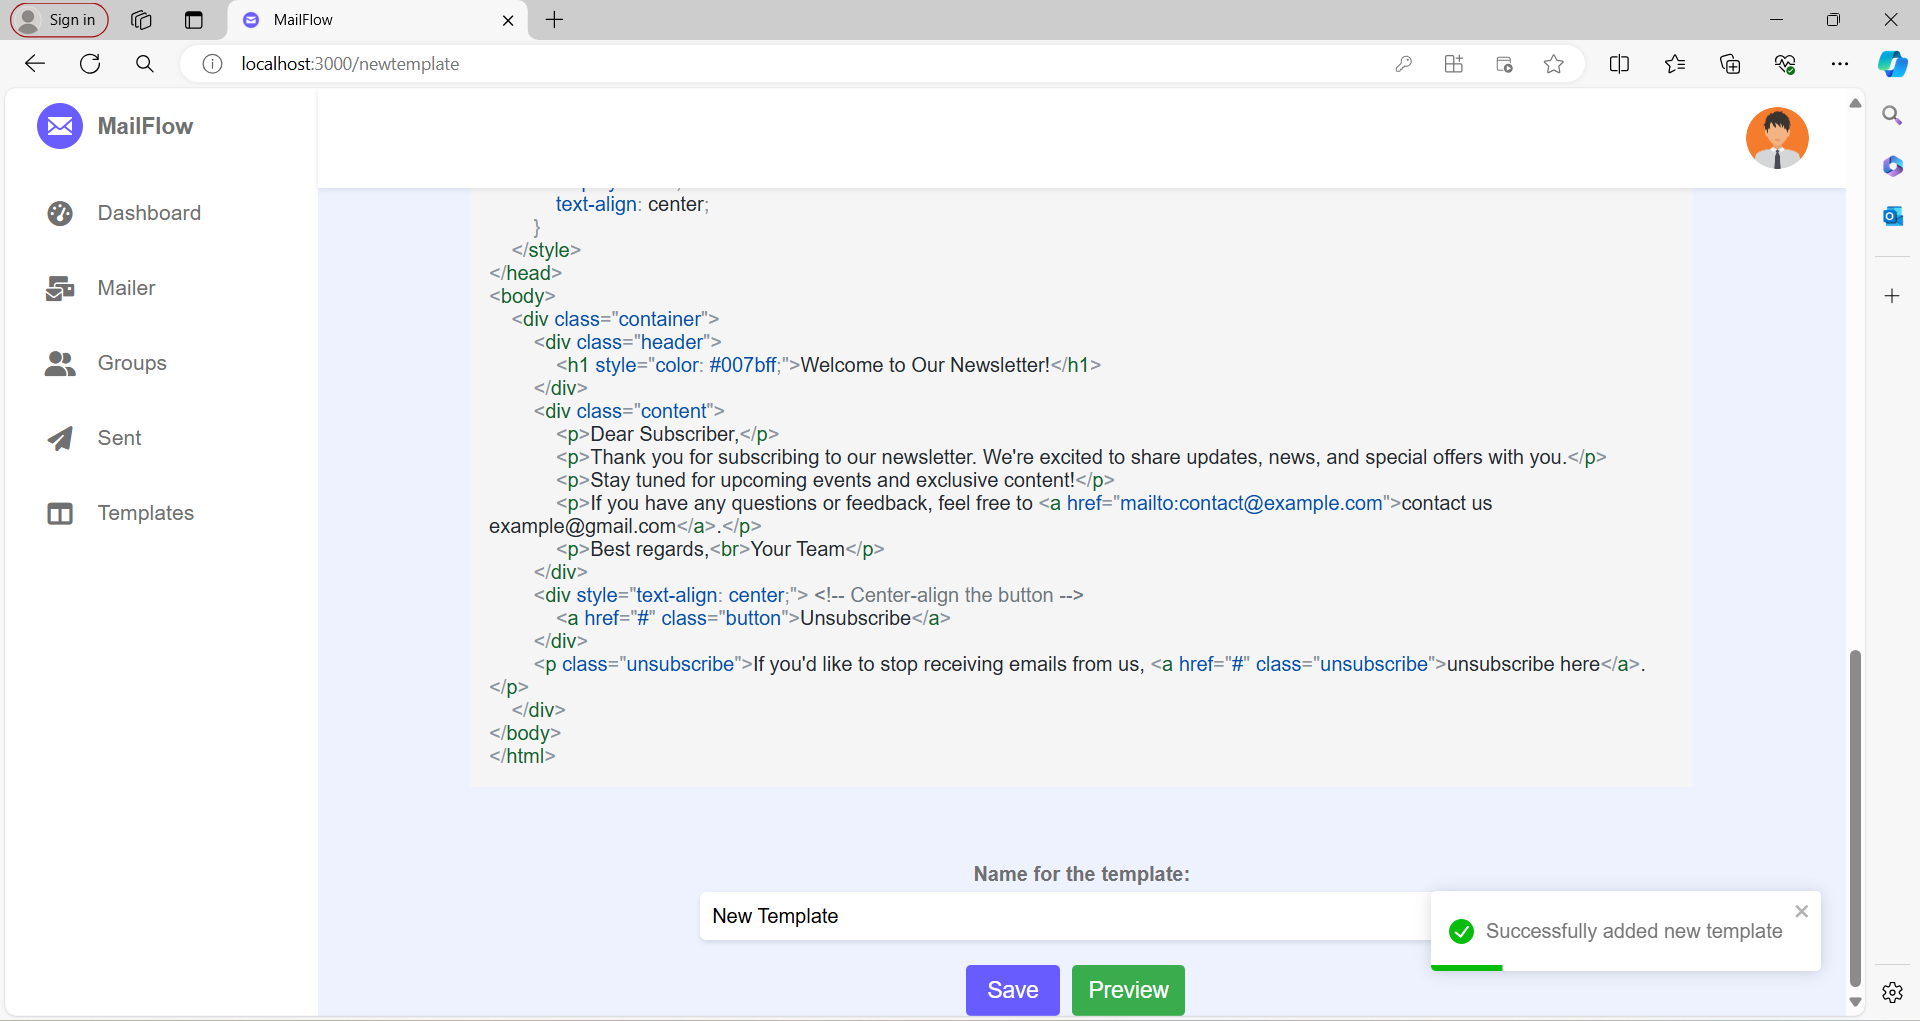 Sign in
MailFlow
localhost:3000/newtemplate
MailFlow
Dashboard
Mailer
Groups
Sent
Templates
text-align: center;
}
</style>
</head>
<body>
<div class="container">
<div class="header">
<h1 style="color: #007bff;">Welcome to Our Newsletter!</h1>
</div>
<div class="content">
<p>Dear Subscriber,</p>
<p>Thank you for subscribing to our newsletter. We're excited to share updates, news, and special offers with you.</p>
<p>Stay tuned for upcoming events and exclusive content!</p>
<p>If you have any questions or feedback, feel free to <a href="mailto:contact@example.com">contact us
example@gmail.com</a>.</p>
<p>Best regards,<br>Your Team</p>
</div>
<div style="text-align: center;"> <!-- Center-align the button -->
<a href="#" class="button">Unsubscribe</a>
</div>
<p class="unsubscribe">If you'd like to stop receiving emails from us, <a href="#" class="unsubscribe">unsubscribe here</a>.
</p>
</div>
</body>
</html>
Name for the template:
New Template
Successfully added new template
Save
Preview